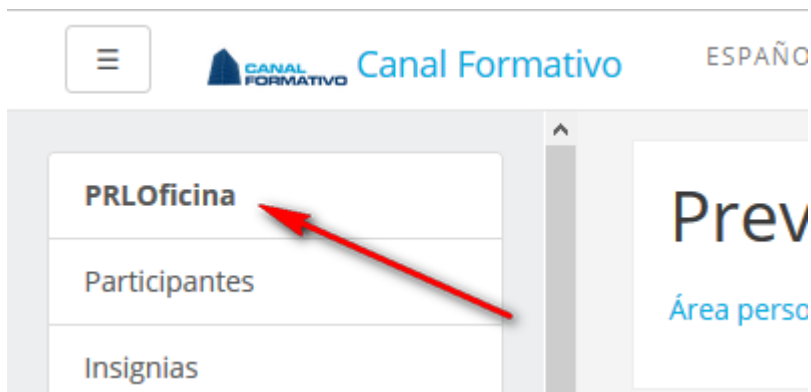 ☰ CANAL FORMATIVO Canal Formativo ESPAÑO
PRLOficina
Participantes
Insignias
Prev
Área perso